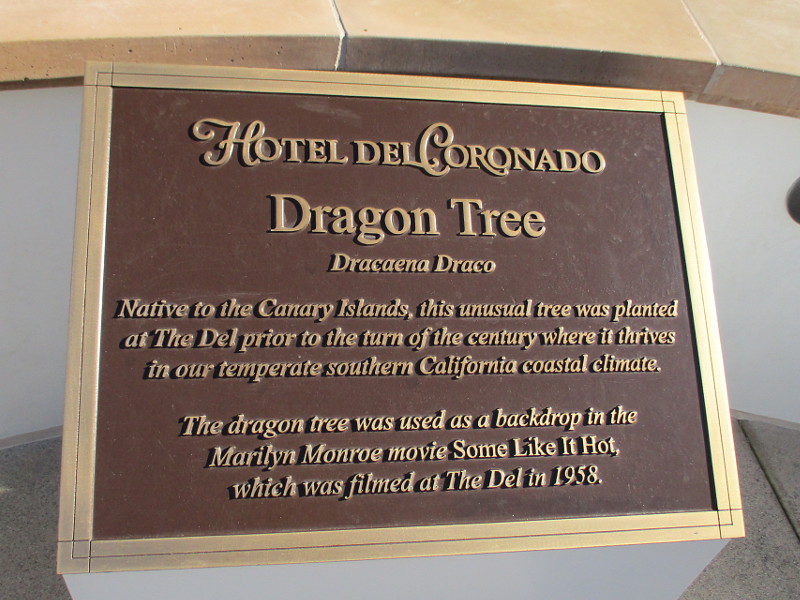 HOTEL DEL CORONADO
Dragon Tree
Dracaena Draco
Native to the Canary Islands, this unusual tree was planted
at The Del prior to the turn of the century where it thrives
in our temperate southern California coastal climate.
The dragon tree was used as a backdrop in the
Marilyn Monroe movie Some Like It Hot,
which was filmed at The Del in 1958.